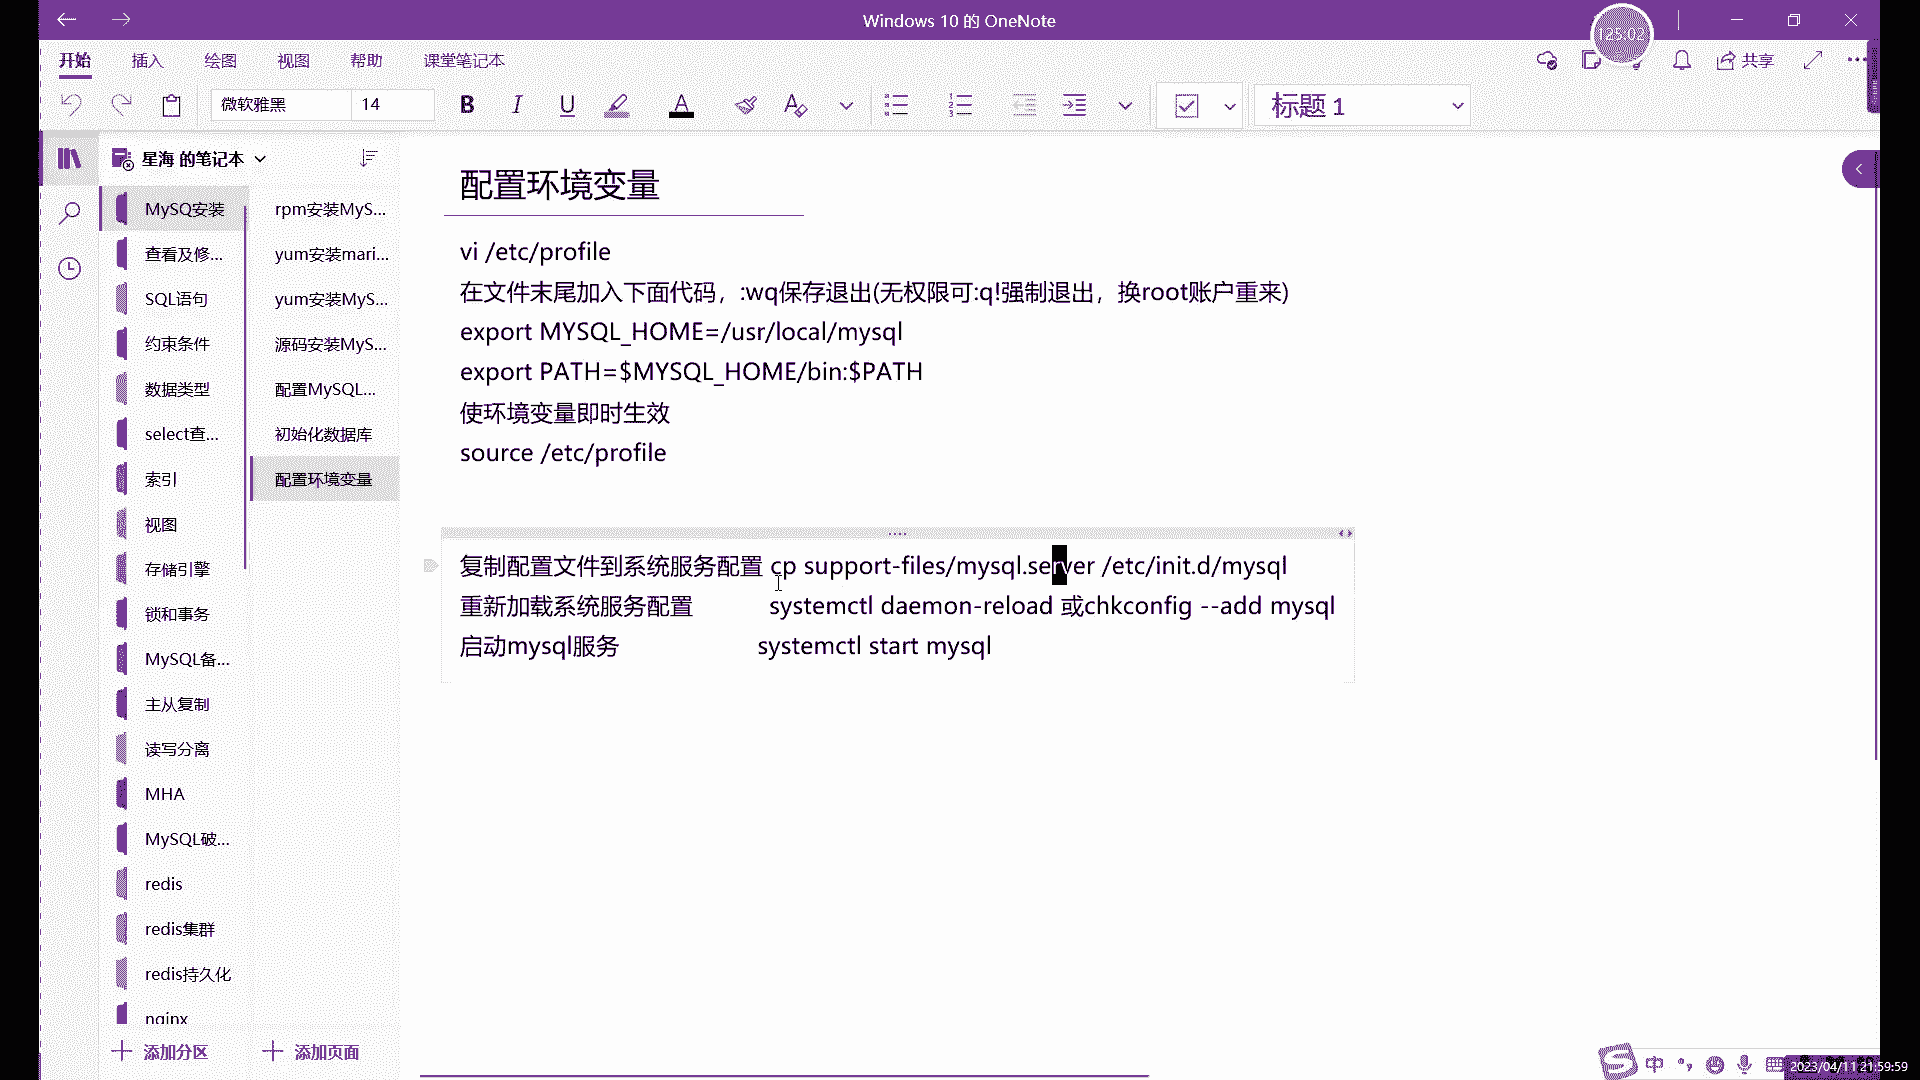 Windows 10 的 OneNote
125:02
开始 插入 绘图 视图 帮助 课堂笔记本
共享
微软雅黑 14 B I U A 标题 1
星海 的笔记本
MySQ安装
查看及修...
SQL语句
约束条件
数据类型
select查...
索引
视图
存储引擎
锁和事务
MySQL备...
主从复制
读写分离
MHA
MySQL破...
redis
redis集群
redis持久化
nginx
添加分区
rpm安装MyS...
yum安装mari...
yum安装MyS...
源码安装MyS...
配置MySQL...
初始化数据库
配置环境变量
添加页面
配置环境变量
vi /etc/profile
在文件末尾加入下面代码，:wq保存退出(无权限可:q!强制退出，换root账户重来)
export MYSQL_HOME=/usr/local/mysql
export PATH=$MYSQL_HOME/bin:$PATH
使环境变量即时生效
source /etc/profile
复制配置文件到系统服务配置 cp support-files/mysql.server /etc/init.d/mysql
重新加载系统服务配置 systemctl daemon-reload 或chkconfig --add mysql
启动mysql服务 systemctl start mysql
中
2023/04/11 21:59:59